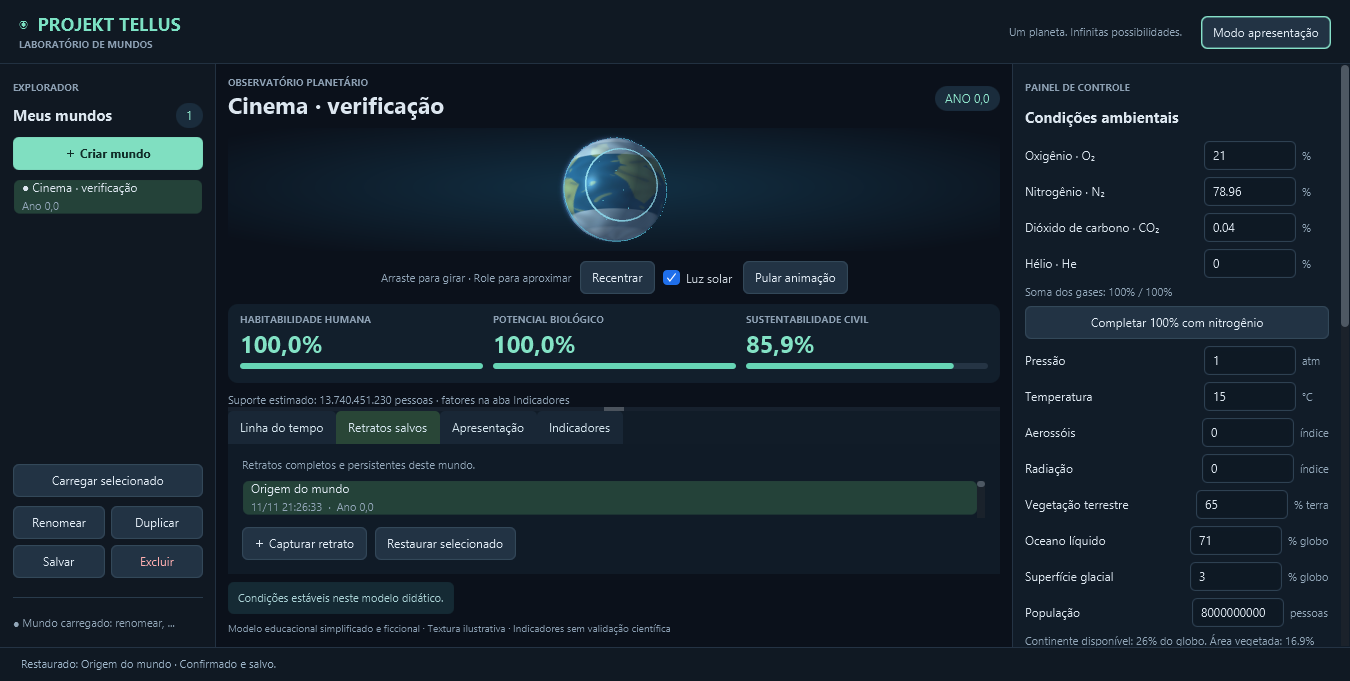 PROJEKT TELLUS
LABORATÓRIO DE MUNDOS
Um planeta. Infinitas possibilidades.
Modo apresentação
EXPLORADOR
Meus mundos
1
+ Criar mundo
● Cinema · verificação
Ano 0,0
Carregar selecionado
Renomear
Duplicar
Salvar
Excluir
● Mundo carregado: renomear, ...
OBSERVATÓRIO PLANETÁRIO
Cinema · verificação
ANO 0,0
Arraste para girar · Role para aproximar
Recentrar
Luz solar
Pular animação
HABITABILIDADE HUMANA
100,0%
POTENCIAL BIOLÓGICO
100,0%
SUSTENTABILIDADE CIVIL
85,9%
Suporte estimado: 13.740.451.230 pessoas · fatores na aba Indicadores
Linha do tempo
Retratos salvos
Apresentação
Indicadores
Retratos completos e persistentes deste mundo.
Origem do mundo
11/11 21:26:33 · Ano 0,0
+ Capturar retrato
Restaurar selecionado
Condições estáveis neste modelo didático.
Modelo educacional simplificado e ficcional · Textura ilustrativa · Indicadores sem validação científica
PAINEL DE CONTROLE
Condições ambientais
Oxigênio · O₂ 21 %
Nitrogênio · N₂ 78.96 %
Dióxido de carbono · CO₂ 0.04 %
Hélio · He 0 %
Soma dos gases: 100% / 100%
Completar 100% com nitrogênio
Pressão 1 atm
Temperatura 15 °C
Aerossóis 0 índice
Radiação 0 índice
Vegetação terrestre 65 % terra
Oceano líquido 71 % globo
Superfície glacial 3 % globo
População 8000000000 pessoas
Continente disponível: 26% do globo. Área vegetada: 16.9%
Restaurado: Origem do mundo · Confirmado e salvo.